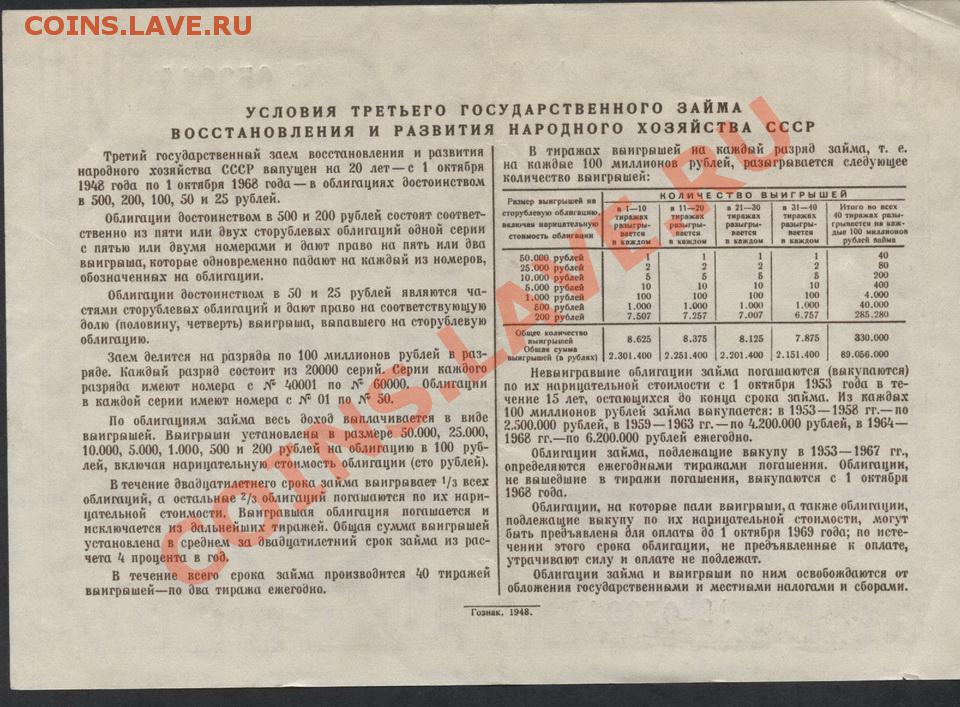 COINS.LAVE.RU
УСЛОВИЯ ТРЕТЬЕГО ГОСУДАРСТВЕННОГО ЗАЙМА
ВОССТАНОВЛЕНИЯ И РАЗВИТИЯ НАРОДНОГО ХОЗЯЙСТВА СССР
Третий государственный заем восстановления и развития
народного хозяйства СССР выпущен на 20 лет—с 1 октября
1948 года по 1 октября 1968 года—в облигациях достоинством
в 500, 200, 100, 50 и 25 рублей.
Облигации достоинством в 500 и 200 рублей состоят соответ-
ственно из пяти или двух сторублевых облигаций одной серии
с пятью или двумя номерами и дают право на пять или два
выигрыша, которые одновременно падают на каждый из номеров,
обозначенных на облигации.
Облигации достоинством в 50 и 25 рублей являются ча-
стями сторублевых облигаций и дают право на соответствующую
долю (половину, четверть) выигрыша, выпавшего на сторублевую
облигацию.
Заем делится на разряды по 100 миллионов рублей в раз-
ряде. Каждый разряд состоит из 20000 серий. Серии каждого
разряда имеют номера с № 40001 по № 60000. Облигации
в каждой серии имеют номера с № 01 по № 50.
По облигациям займа весь доход выплачивается в виде
выигрышей. Выигрыши установлены в размере 50.000, 25.000,
10.000, 5.000, 1.000, 500 и 200 рублей на облигацию в 100 руб-
лей, включая нарицательную стоимость облигации (сто рублей).
В течение двадцатилетнего срока займа выигрывает 1/3 всех
облигаций, а остальные 2/3 облигаций погашаются по их нари-
цательной стоимости. Выигравшая облигация погашается и
исключается из дальнейших тиражей. Общая сумма выигрышей
установлена в среднем за двадцатилетний срок займа из рас-
чета 4 процента в год.
В течение всего срока займа производится 40 тиражей
выигрышей—по два тиража ежегодно.
В тиражах выигрышей на каждый разряд займа, т. е.
на каждые 100 миллионов рублей, разыгрывается следующее
количество выигрышей:
Размер выигрышей на
сторублевую облигацию,
включая нарицательную
стоимость облигации
КОЛИЧЕСТВО ВЫИГРЫШЕЙ
в 1—10
тиражах
разыгры-
вается
в каждом
в 11—20
тиражах
разыгры-
вается
в каждом
в 21—30
тиражах
разыгры-
вается
в каждом
в 31—40
тиражах
разыгры-
вается
в каждом
Итого во всех
40 тиражах разы-
грывается на каж-
дые 100 миллионов
рублей займа
50.000 рублей 1 1 1 1 40
25.000 рублей 2 2 2 2 80
10.000 рублей 5 5 5 5 200
5.000 рублей 10 10 10 10 400
1.000 рублей 100 100 100 100 4.000
500 рублей 1.000 1.000 1.000 1.000 40.000
200 рублей 7.507 7.257 7.007 6.757 285.280
Общее количество
выигрышей 8.625 8.375 8.125 7.875 330.000
Общая сумма
выигрышей (в рублях) 2.301.400 2.251.400 2.201.400 2.151.400 89.056.000
Невыигравшие облигации займа погашаются (выкупаются)
по их нарицательной стоимости с 1 октября 1953 года в те-
чение 15 лет, остающихся до конца срока займа. Из каждых
100 миллионов рублей займа выкупается: в 1953—1958 гг.—по
2.500.000 рублей, в 1959—1963 гг.—по 4.200.000 рублей, в 1964—
1968 гг.—по 6.200.000 рублей ежегодно.
Облигации займа, подлежащие выкупу в 1953—1967 гг.,
определяются ежегодными тиражами погашения. Облигации,
не вышедшие в тиражи погашения, выкупаются с 1 октября
1968 года.
Облигации, на которые пали выигрыши, а также облигации,
подлежащие выкупу по их нарицательной стоимости, могут
быть предъявлены для оплаты до 1 октября 1969 года; по исте-
чении этого срока облигации, не предъявленные к оплате,
утрачивают силу и оплате не подлежат.
Облигации займа и выигрыши по ним освобождаются от
обложения государственными и местными налогами и сборами.
Гознак. 1948.
COINS.LAVE.RU